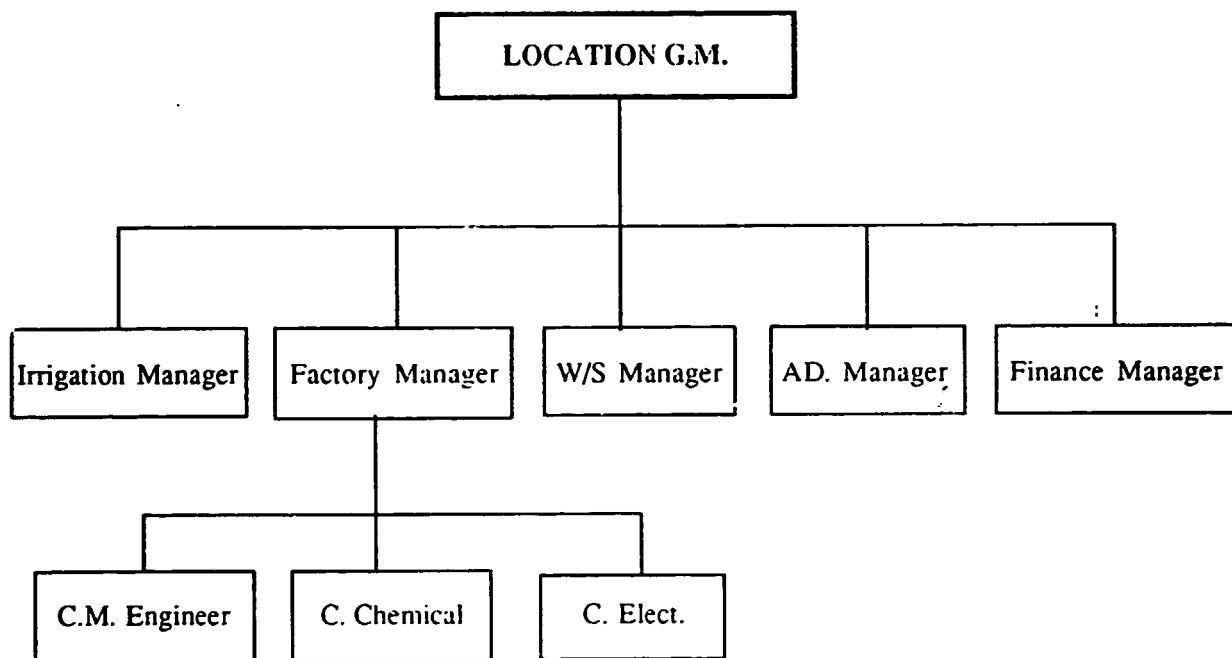 LOCATION G.M.
Irrigation Manager
Factory Manager
W/S Manager
AD. Manager
Finance Manager
C.M. Engineer
C. Chemical
C. Elect.